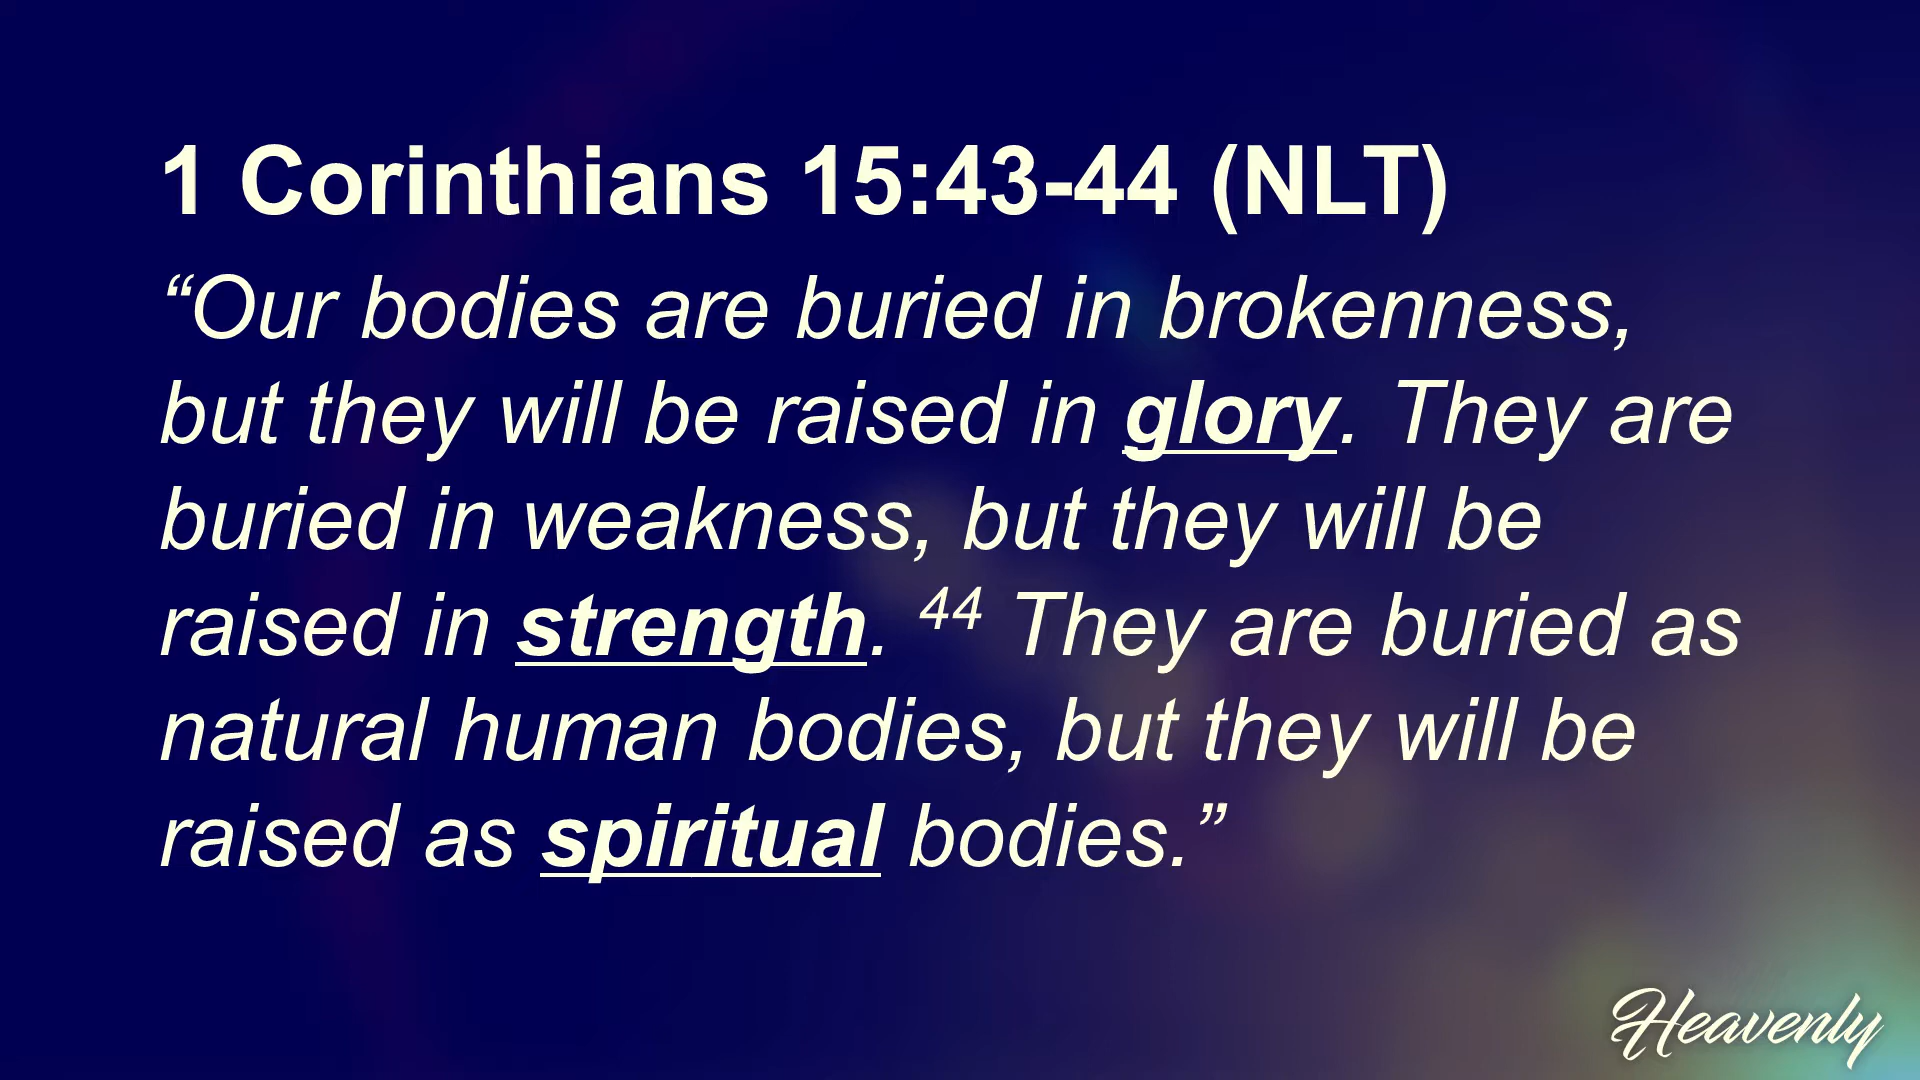 1 Corinthians 15:43-44 (NLT)
“Our bodies are buried in brokenness,
but they will be raised in glory. They are
buried in weakness, but they will be
raised in strength. 44 They are buried as
natural human bodies, but they will be
raised as spiritual bodies.”
Heavenly